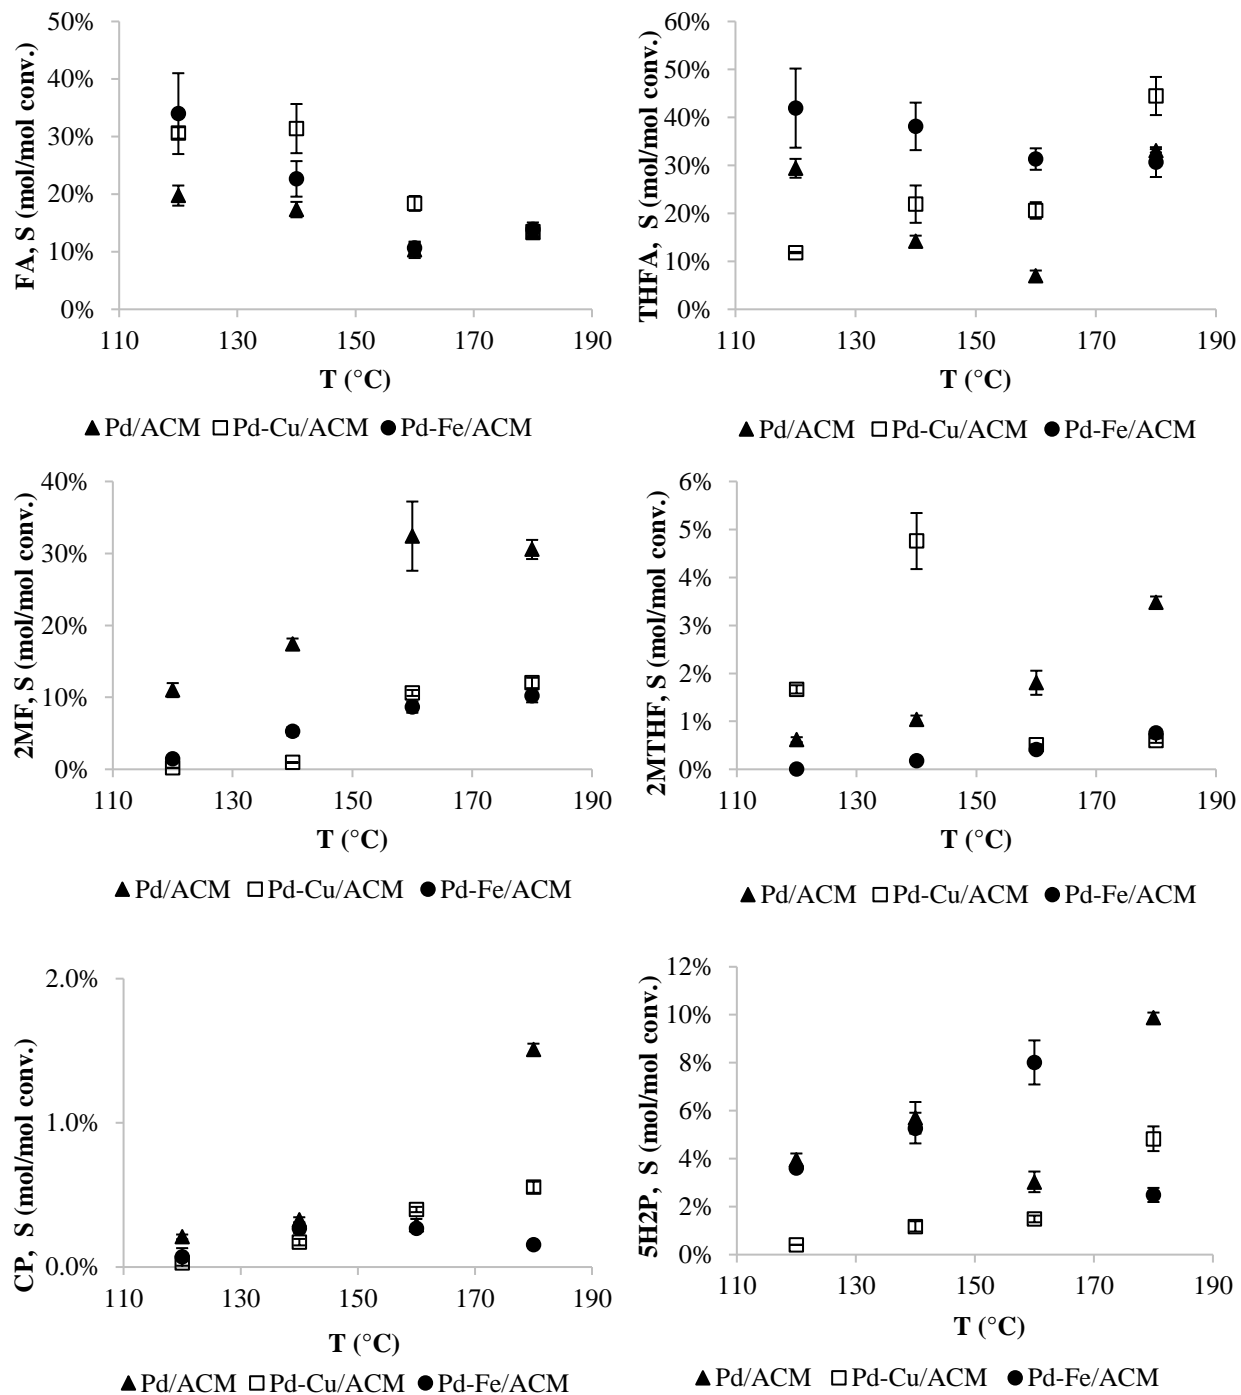 FA, S (mol/mol conv.)
50%
40%
30%
20%
10%
0%
110 130 150 170 190
T (°C)
Pd/ACM Pd-Cu/ACM Pd-Fe/ACM
THFA, S (mol/mol conv.)
60%
50%
40%
30%
20%
10%
0%
110 130 150 170 190
T (°C)
Pd/ACM Pd-Cu/ACM Pd-Fe/ACM
2MF, S (mol/mol conv.)
40%
30%
20%
10%
0%
110 130 150 170 190
T (°C)
Pd/ACM Pd-Cu/ACM Pd-Fe/ACM
2MTHF, S (mol/mol conv.)
6%
5%
4%
3%
2%
1%
0%
110 130 150 170 190
T (°C)
Pd/ACM Pd-Cu/ACM Pd-Fe/ACM
CP, S (mol/mol conv.)
2.0%
1.0%
0.0%
110 130 150 170 190
T (°C)
Pd/ACM Pd-Cu/ACM Pd-Fe/ACM
5H2P, S (mol/mol conv.)
12%
10%
8%
6%
4%
2%
0%
110 130 150 170 190
T (°C)
Pd/ACM Pd-Cu/ACM Pd-Fe/ACM